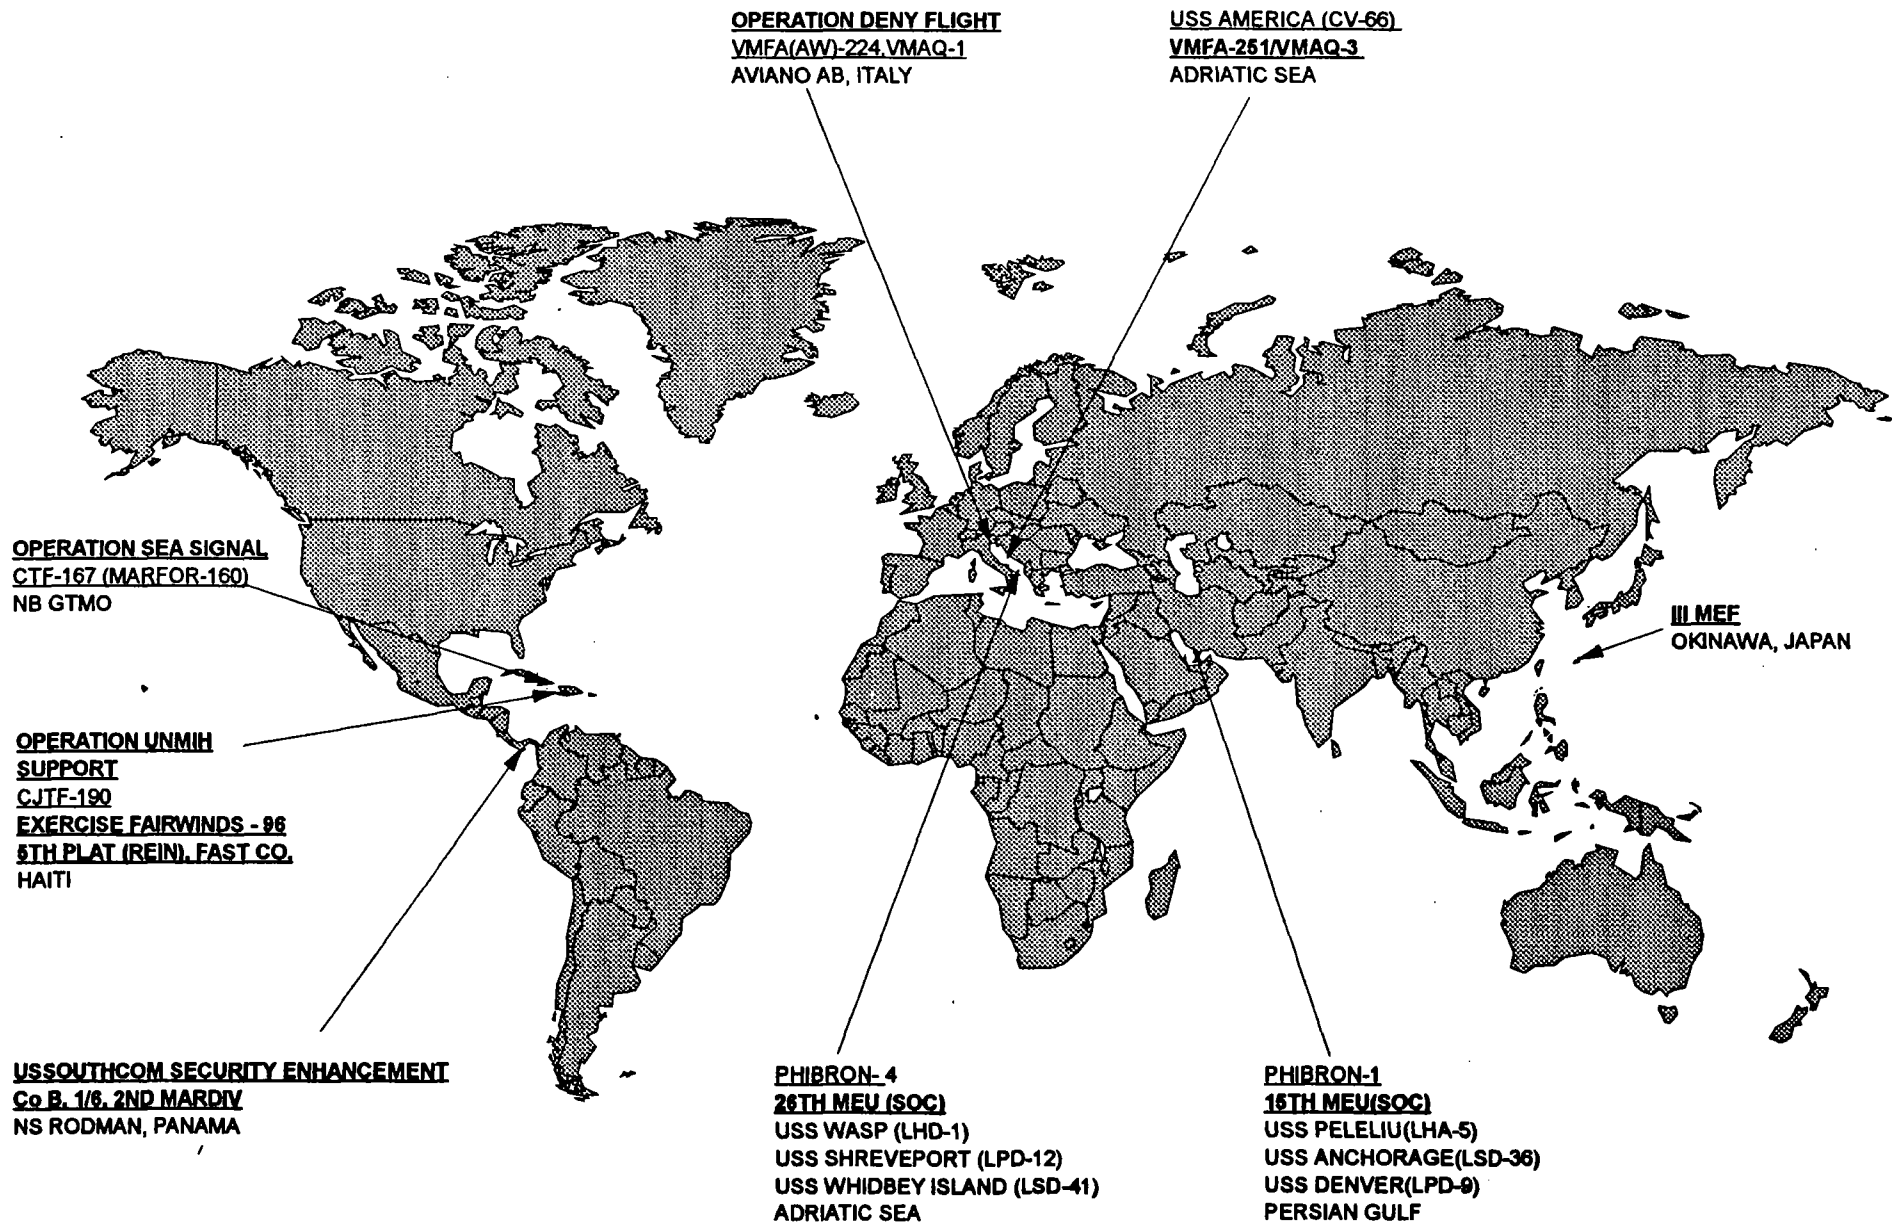 OPERATION DENY FLIGHT
VMFA(AW)-224, VMAQ-1
AVIANO AB, ITALY
USS AMERICA (CV-66)
VMFA-251/VMAQ-3
ADRIATIC SEA
OPERATION SEA SIGNAL
CTF-167 (MARFOR-160)
NB GTMO
III MEF
OKINAWA, JAPAN
OPERATION UNMIH
SUPPORT
CJTF-190
EXERCISE FAIRWINDS - 96
5TH PLAT (REIN), FAST CO,
HAITI
USSOUTHCOM SECURITY ENHANCEMENT
Co B, 1/6, 2ND MARDIV
NS RODMAN, PANAMA
PHIBRON- 4
26TH MEU (SOC)
USS WASP (LHD-1)
USS SHREVEPORT (LPD-12)
USS WHIDBEY ISLAND (LSD-41)
ADRIATIC SEA
PHIBRON-1
15TH MEU(SOC)
USS PELELIU(LHA-5)
USS ANCHORAGE(LSD-36)
USS DENVER(LPD-9)
PERSIAN GULF